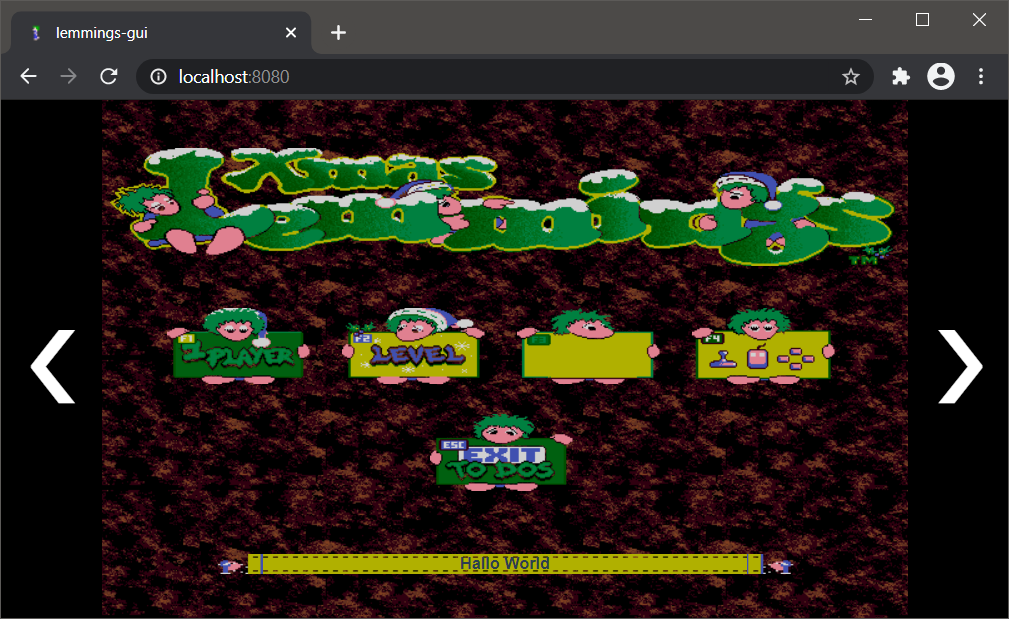 lemmings-gui
localhost:8080
Xmas
Lemmings
TM
F1
1 PLAYER
F2
LEVEL
F3
F4
ESC
EXIT
TO DOS
Hallo World